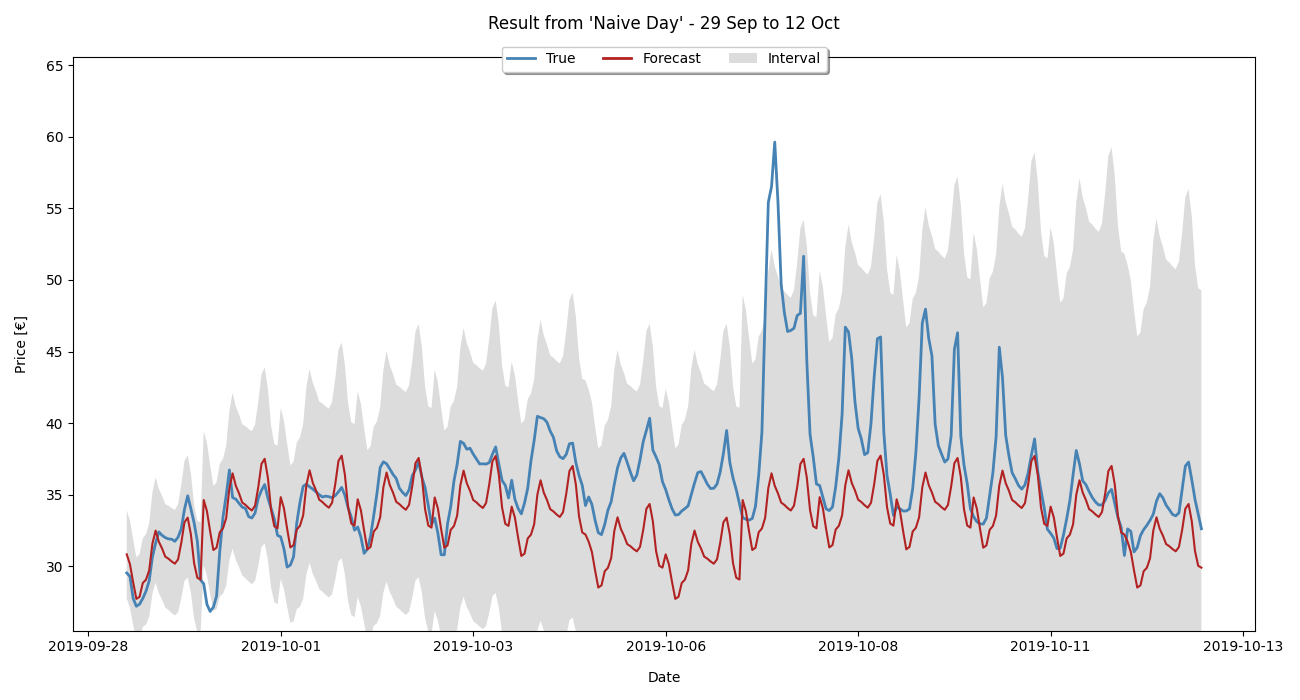 Result from 'Naive Day' - 29 Sep to 12 Oct
True Forecast Interval
65
60
55
50
45
40
35
30
Price [€]
2019-09-28 2019-10-01 2019-10-03 2019-10-06 2019-10-08 2019-10-11 2019-10-13
Date